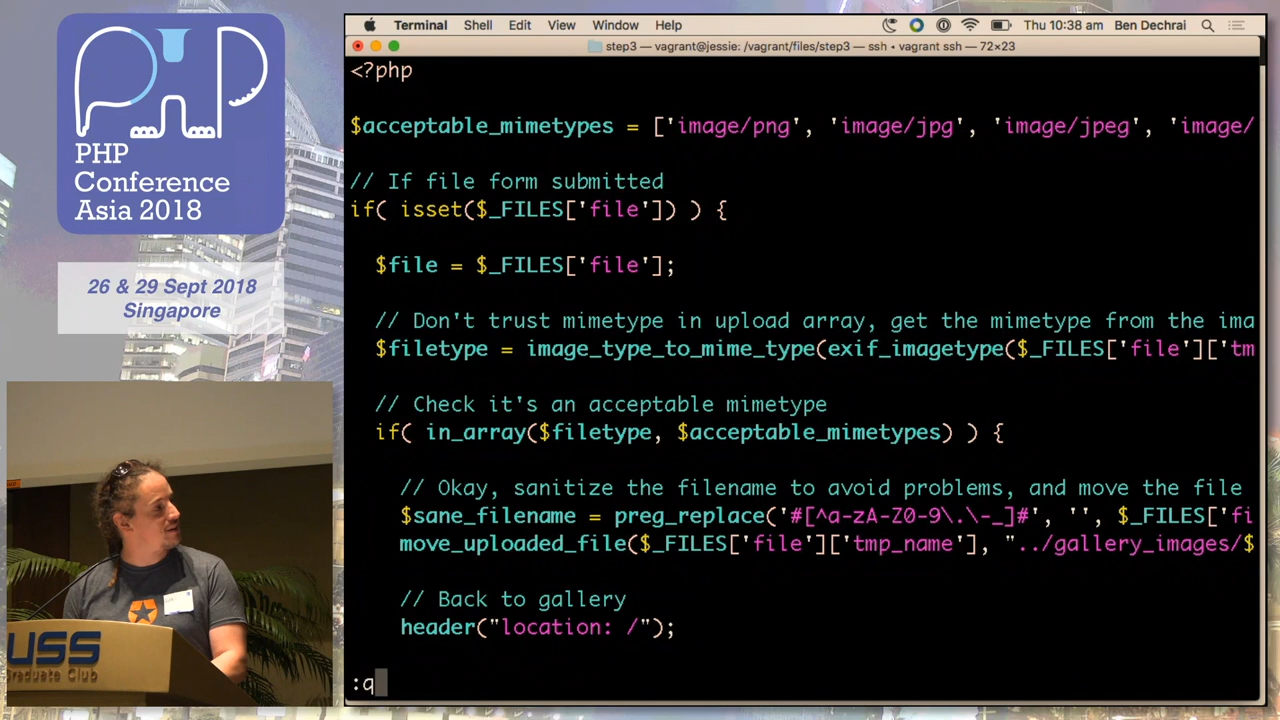 PHP
Conference
Asia 2018
26 & 29 Sept 2018
Singapore
USS
Graduate Club
Terminal Shell Edit View Window Help Thu 10:38 am Ben Dechrai
step3 — vagrant@jessie: /vagrant/files/step3 — ssh • vagrant ssh — 72×23
<?php
$acceptable_mimetypes = ['image/png', 'image/jpg', 'image/jpeg', 'image/
// If file form submitted
if( isset($_FILES['file']) ) {
$file = $_FILES['file'];
// Don't trust mimetype in upload array, get the mimetype from the ima
$filetype = image_type_to_mime_type(exif_imagetype($_FILES['file']['tm
// Check it's an acceptable mimetype
if( in_array($filetype, $acceptable_mimetypes) ) {
// Okay, sanitize the filename to avoid problems, and move the file
$sane_filename = preg_replace('#[^a-zA-Z0-9\.\-_]#', '', $_FILES['fi
move_uploaded_file($_FILES['file']['tmp_name'], "../gallery_images/$
// Back to gallery
header("location: /");
:q